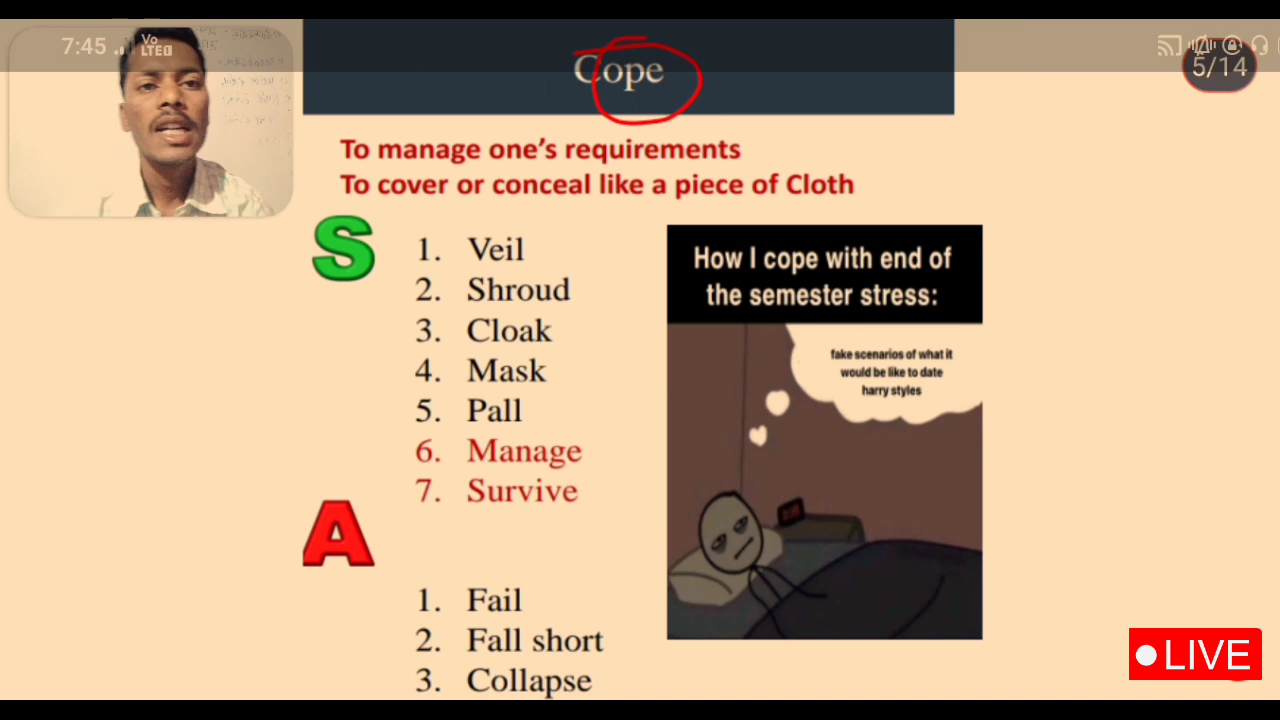 7:45
Vo
LTE
5/14
Cope
To manage one's requirements
To cover or conceal like a piece of Cloth
S
1. Veil
2. Shroud
3. Cloak
4. Mask
5. Pall
6. Manage
7. Survive
A
1. Fail
2. Fall short
3. Collapse
How I cope with end of
the semester stress:
fake scenarios of what it
would be like to date
harry styles
LIVE